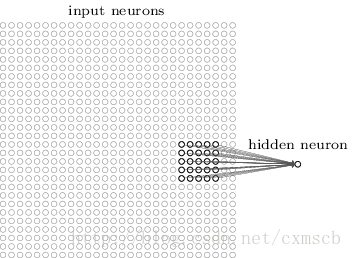 input neurons
hidden neuron
http://blog.csdn.net/cxmscb